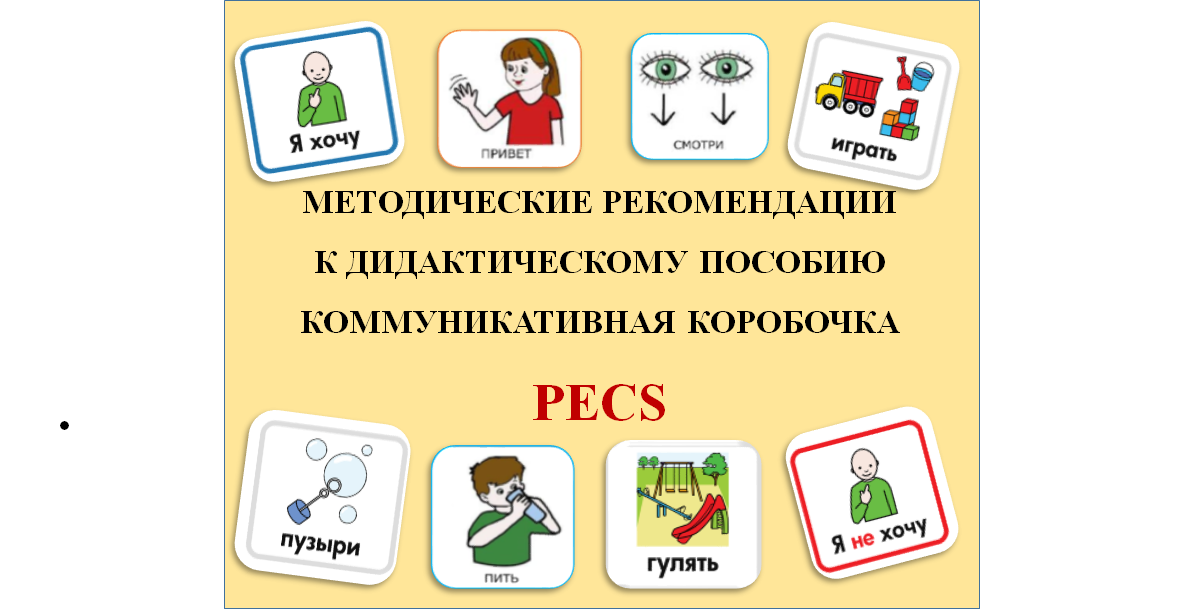 Я хочу
ПРИВЕТ
СМОТРИ
играть
МЕТОДИЧЕСКИЕ РЕКОМЕНДАЦИИ
К ДИДАКТИЧЕСКОМУ ПОСОБИЮ
КОММУНИКАТИВНАЯ КОРОБОЧКА
PECS
пузыри
ПИТЬ
гулять
Я не хочу